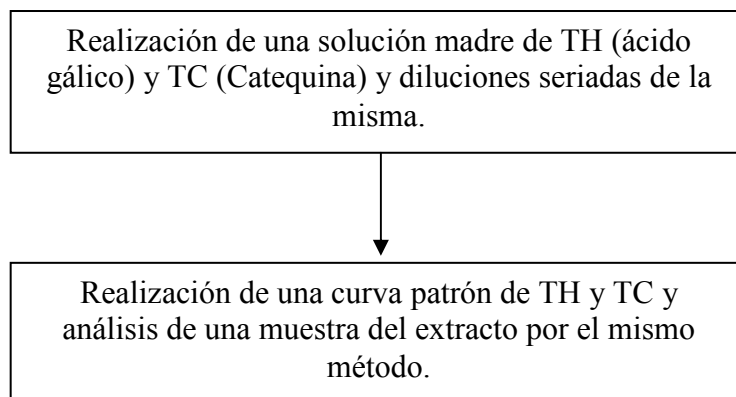 Realización de una solución madre de TH (ácido
gálico) y TC (Catequina) y diluciones seriadas de la
misma.
Realización de una curva patrón de TH y TC y
análisis de una muestra del extracto por el mismo
método.